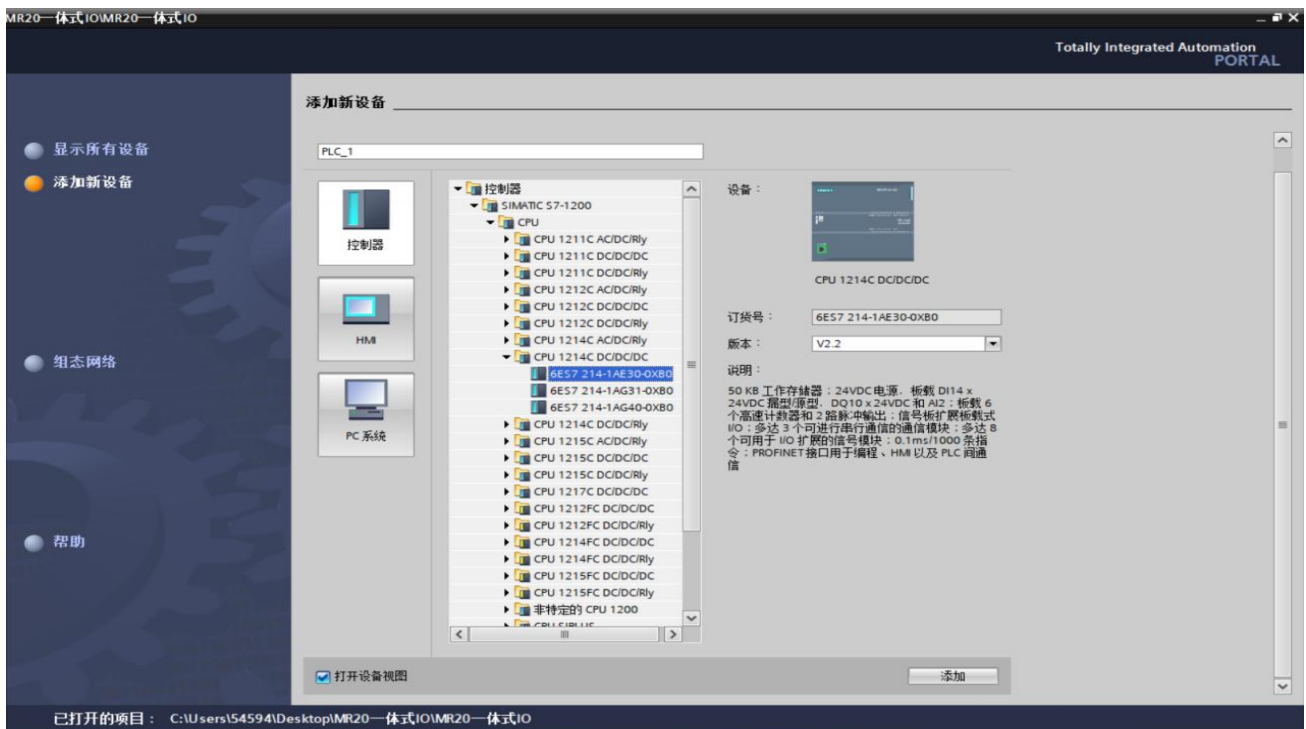 MR20一体式IO\MR20一体式IO
Totally Integrated Automation
PORTAL
添加新设备
显示所有设备
添加新设备
组态网络
帮助
PLC_1
控制器
HMI
PC 系统
控制器
SIMATIC S7-1200
CPU
CPU 1211C AC/DC/Rly
CPU 1211C DC/DC/DC
CPU 1211C DC/DC/Rly
CPU 1212C AC/DC/Rly
CPU 1212C DC/DC/DC
CPU 1212C DC/DC/Rly
CPU 1214C AC/DC/Rly
CPU 1214C DC/DC/DC
6ES7 214-1AE30-0XB0
6ES7 214-1AG31-0XB0
6ES7 214-1AG40-0XB0
CPU 1214C DC/DC/Rly
CPU 1215C AC/DC/Rly
CPU 1215C DC/DC/DC
CPU 1215C DC/DC/Rly
CPU 1217C DC/DC/DC
CPU 1212FC DC/DC/DC
CPU 1212FC DC/DC/Rly
CPU 1214FC DC/DC/DC
CPU 1214FC DC/DC/Rly
CPU 1215FC DC/DC/DC
CPU 1215FC DC/DC/Rly
非特定的 CPU 1200
CPU SIPLUS
设备：
CPU 1214C DC/DC/DC
订货号：
6ES7 214-1AE30-0XB0
版本：
V2.2
说明：
50 KB 工作存储器；24VDC 电源，板载 DI14 x
24VDC 漏型/源型，DQ10 x 24VDC 和 AI2；板载 6
个高速计数器和 2 路脉冲输出；信号板扩展板载式
I/O；多达 3 个可进行串行通信的通信模块；多达 8
个可用于 I/O 扩展的信号模块；0.1ms/1000 条指
令；PROFINET 接口用于编程、HMI 以及 PLC 间通
信
打开设备视图
添加
已打开的项目： C:\Users\54594\Desktop\MR20一体式IO\MR20一体式IO